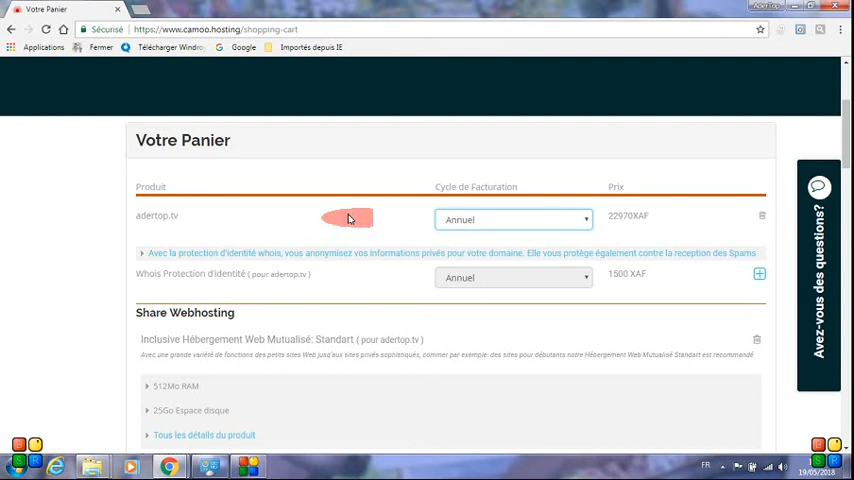 Votre Panier
AderTop
Sécurisé
https://www.camoo.hosting/shopping-cart
Applications
Fermer
Télécharger Windro
Google
Importés depuis IE
Votre Panier
Produit
Cycle de Facturation
Prix
adertop.tv
Annuel
22970XAF
Avec la protection d'identité whois, vous anonymisez vos informations privés pour votre domaine. Elle vous protège également contre la reception des Spams
Whois Protection d'identité ( pour adertop.tv )
Annuel
1500 XAF
Share Webhosting
Inclusive Hébergement Web Mutualisé: Standart ( pour adertop.tv )
Avec une grande variété de fonctions des petits sites Web jusqu'aux sites privés sophistiqués, commer par exemple: des sites pour débutants notre Hébergement Web Mutualisé Standart est recommandé
512Mo RAM
25Go Espace disque
Tous les détails du produit
Avez-vous des questions?
FR
19/05/2018